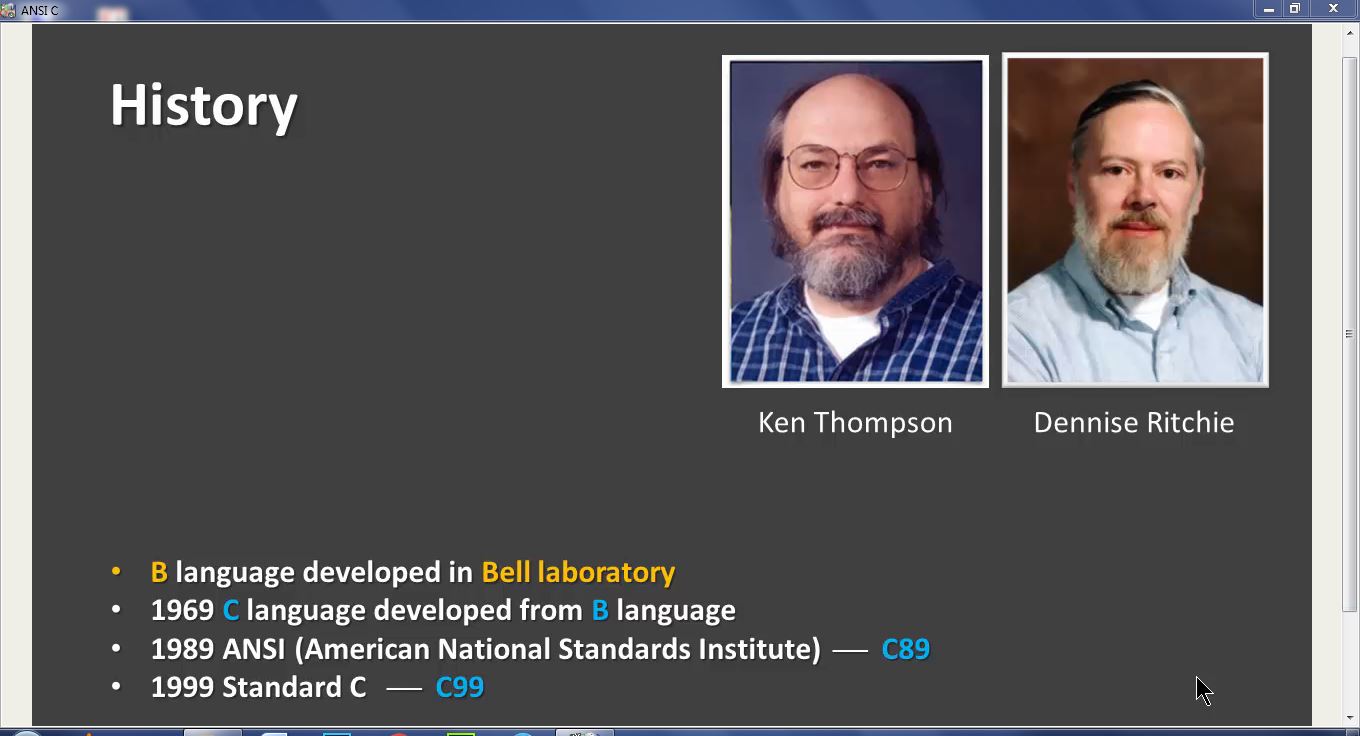 ANSI C
History
Ken Thompson
Dennise Ritchie
• B language developed in Bell laboratory
• 1969 C language developed from B language
• 1989 ANSI (American National Standards Institute) — C89
• 1999 Standard C — C99